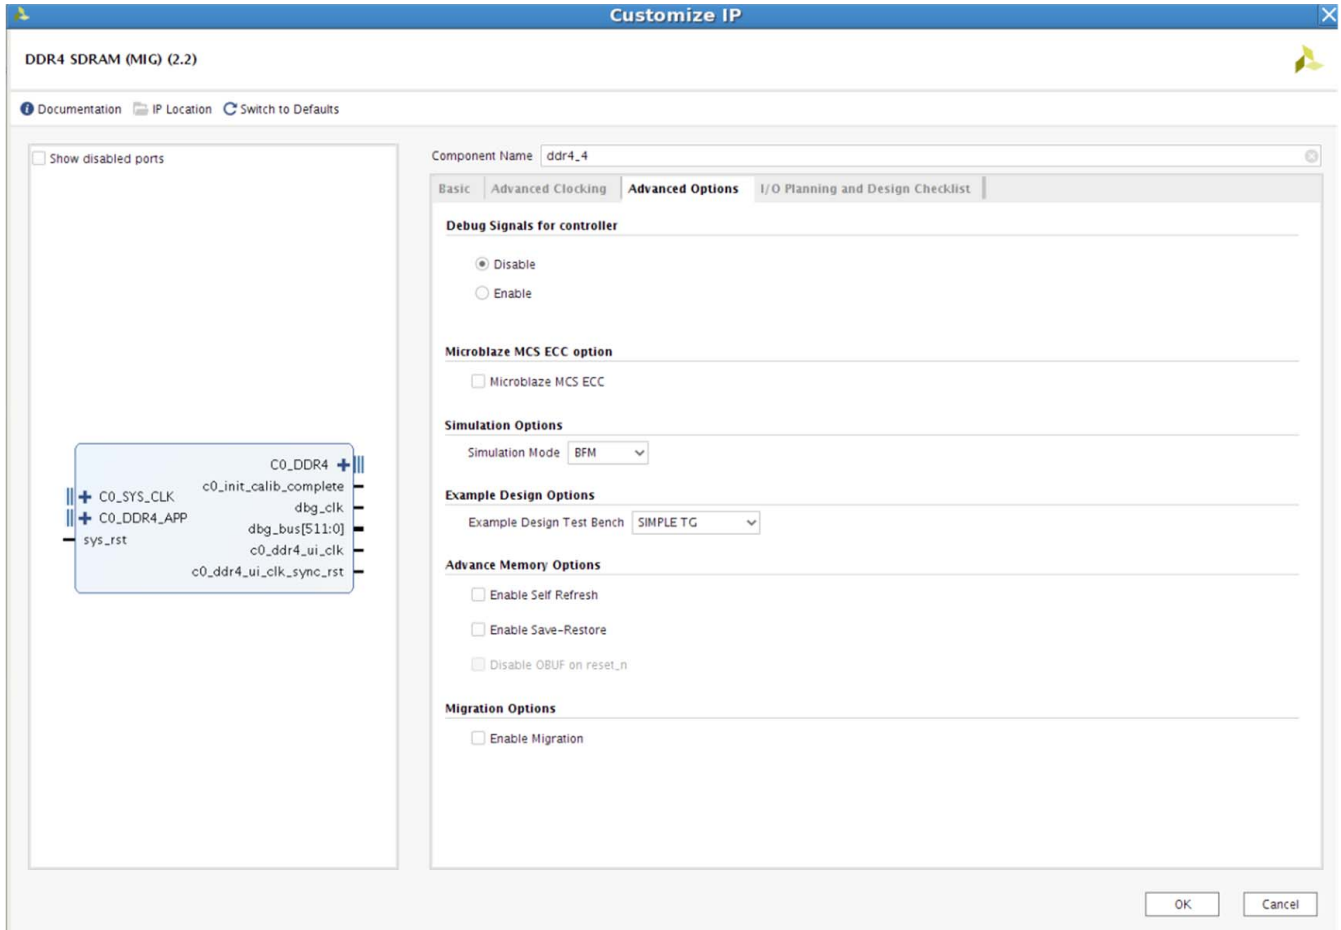 Customize IP
DDR4 SDRAM (MIG) (2.2)
Documentation IP Location Switch to Defaults
Show disabled ports
C0_SYS_CLK
C0_DDR4_APP
sys_rst
C0_DDR4
c0_init_calib_complete
dbg_clk
dbg_bus[511:0]
c0_ddr4_ui_clk
c0_ddr4_ui_clk_sync_rst
Component Name ddr4_4
Basic Advanced Clocking Advanced Options I/O Planning and Design Checklist
Debug Signals for controller
Disable
Enable
Microblaze MCS ECC option
Microblaze MCS ECC
Simulation Options
Simulation Mode BFM
Example Design Options
Example Design Test Bench SIMPLE TG
Advance Memory Options
Enable Self Refresh
Enable Save-Restore
Disable OBUF on reset_n
Migration Options
Enable Migration
OK Cancel